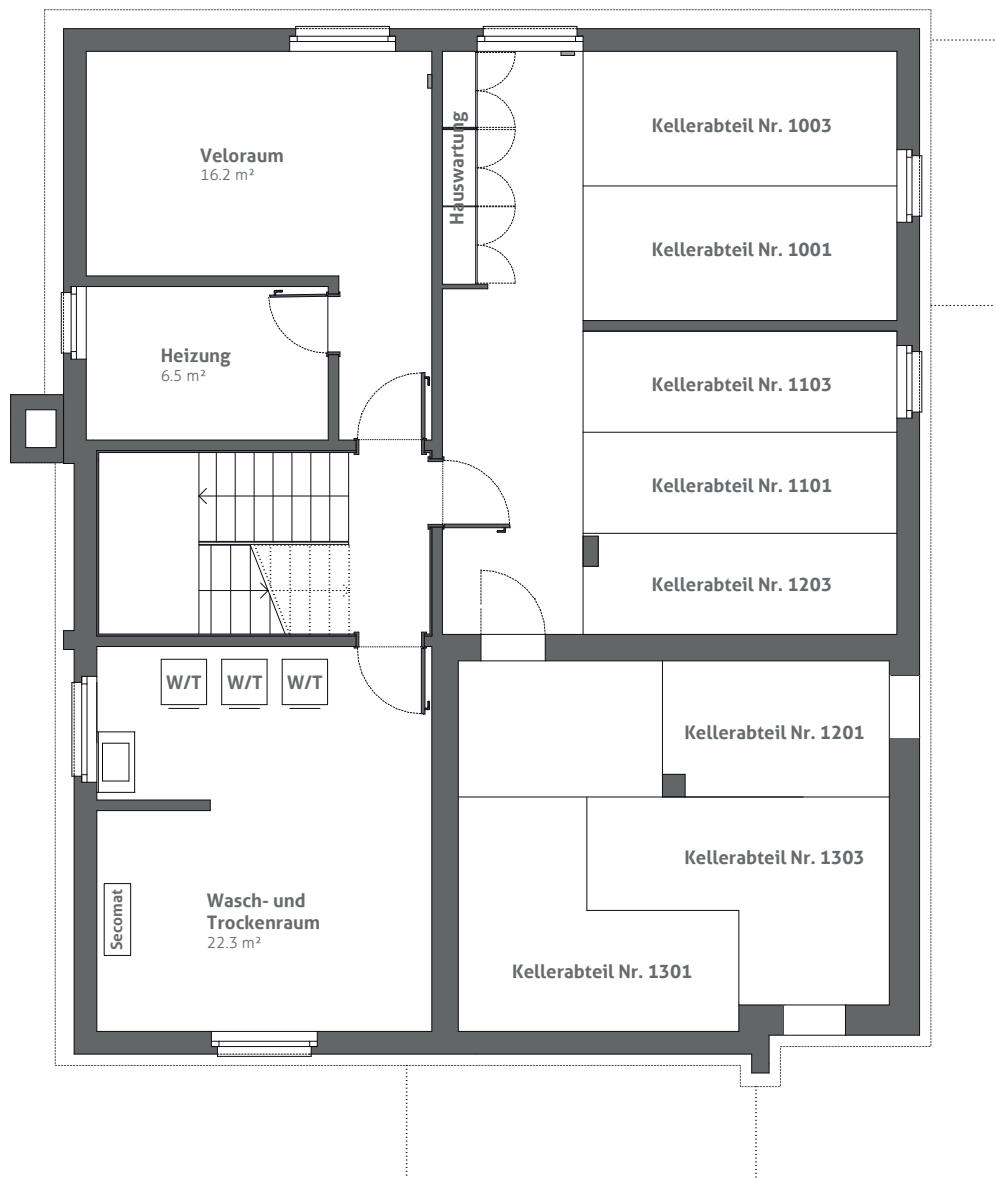 Veloraum
16.2 m²
Hauswartung
Kellerabteil Nr. 1003
Kellerabteil Nr. 1001
Heizung
6.5 m²
Kellerabteil Nr. 1103
Kellerabteil Nr. 1101
Kellerabteil Nr. 1203
W/T
W/T
W/T
Kellerabteil Nr. 1201
Kellerabteil Nr. 1303
Secomat
Wasch- und
Trockenraum
22.3 m²
Kellerabteil Nr. 1301